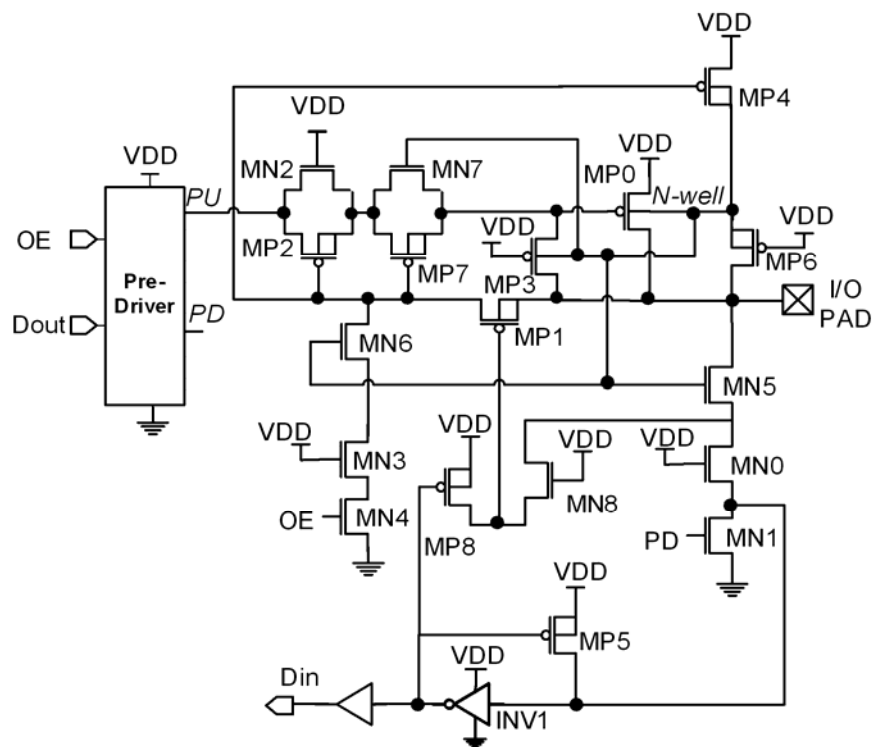 VDD
MP4
VDD
VDD
MN2
MN7
MP0
VDD
N-well
VDD
PU
OE
VDD
MP2
MP7
MP3
MP6
Pre-
Driver
I/O
PAD
Dout
PD
MP1
MN6
MN5
VDD
VDD
VDD
VDD
MN3
MN0
MN8
OE
MN4
MP8
PD
MN1
VDD
MP5
VDD
Din
INV1